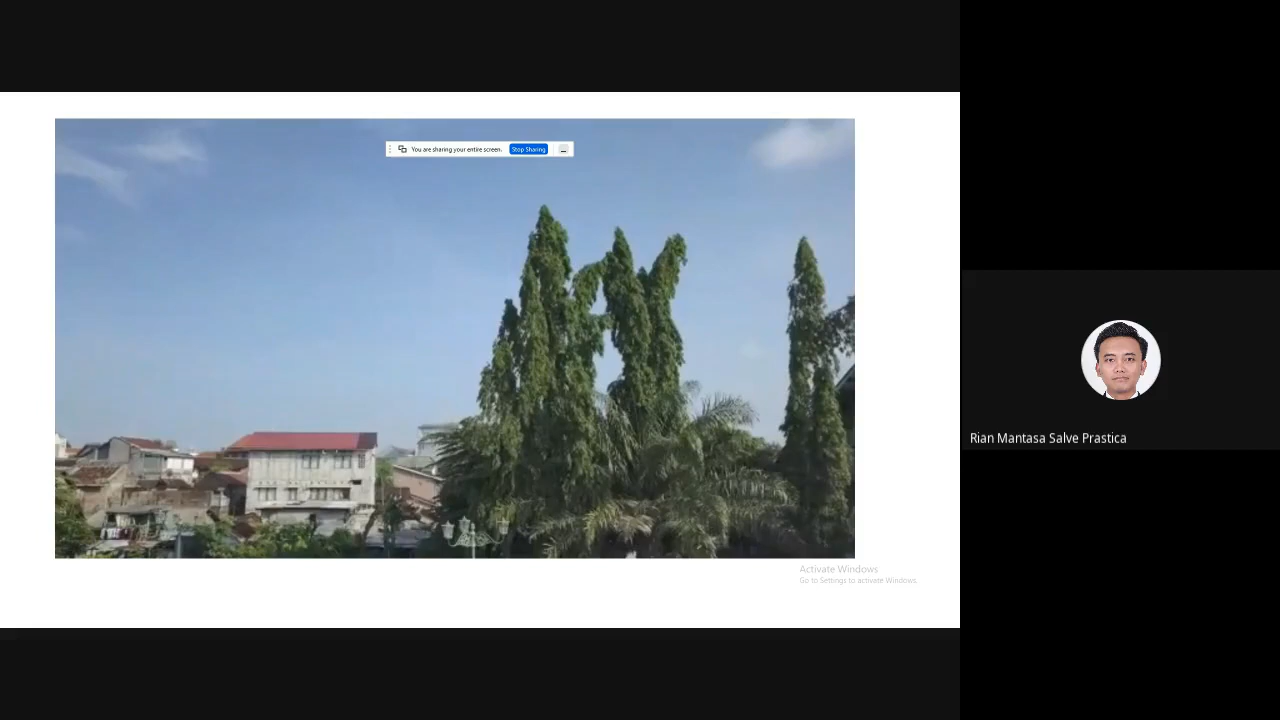 You are sharing your entire screen.
Stop Sharing
Rian Mantasa Salve Prastica
Activate Windows
Go to Settings to activate Windows.